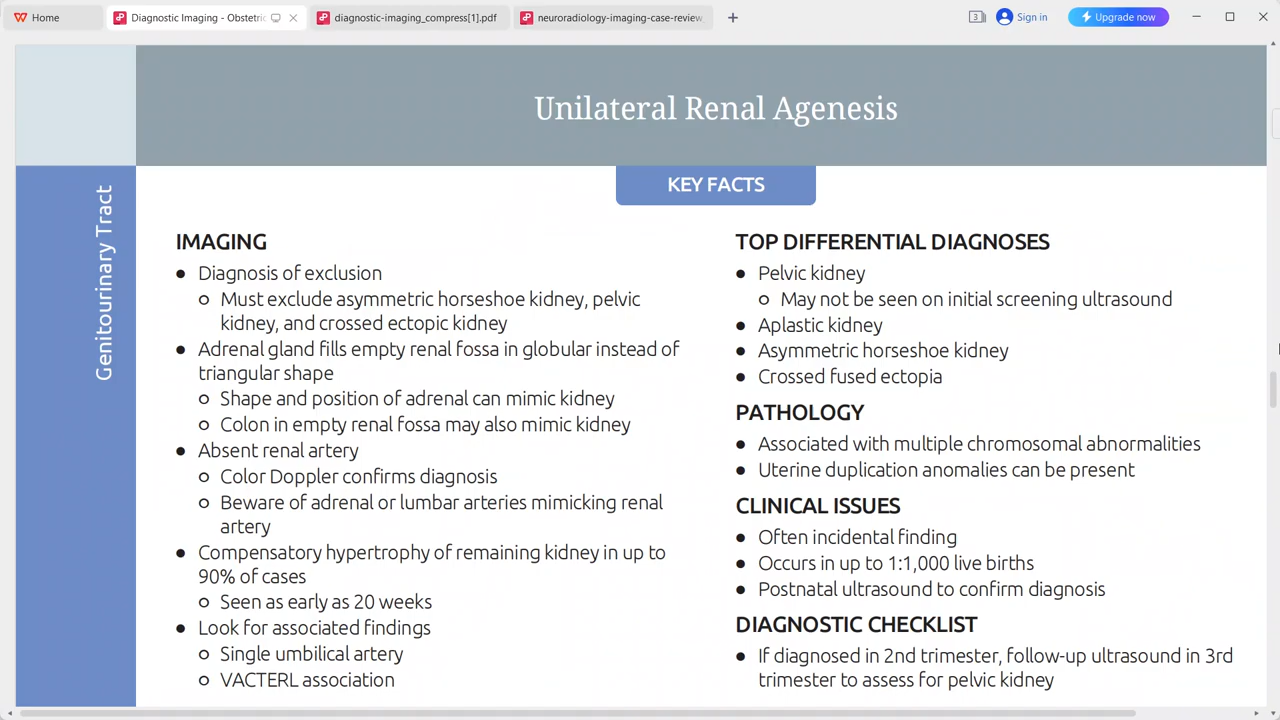 Home
Diagnostic Imaging - Obstetric
diagnostic-imaging_compress[1].pdf
neuroradiology-imaging-case-review
3
Sign in
Upgrade now
Unilateral Renal Agenesis
Genitourinary Tract
KEY FACTS
IMAGING
● Diagnosis of exclusion
○ Must exclude asymmetric horseshoe kidney, pelvic
kidney, and crossed ectopic kidney
● Adrenal gland fills empty renal fossa in globular instead of
triangular shape
○ Shape and position of adrenal can mimic kidney
○ Colon in empty renal fossa may also mimic kidney
● Absent renal artery
○ Color Doppler confirms diagnosis
○ Beware of adrenal or lumbar arteries mimicking renal
artery
● Compensatory hypertrophy of remaining kidney in up to
90% of cases
○ Seen as early as 20 weeks
● Look for associated findings
○ Single umbilical artery
○ VACTERL association
TOP DIFFERENTIAL DIAGNOSES
● Pelvic kidney
○ May not be seen on initial screening ultrasound
● Aplastic kidney
● Asymmetric horseshoe kidney
● Crossed fused ectopia
PATHOLOGY
● Associated with multiple chromosomal abnormalities
● Uterine duplication anomalies can be present
CLINICAL ISSUES
● Often incidental finding
● Occurs in up to 1:1,000 live births
● Postnatal ultrasound to confirm diagnosis
DIAGNOSTIC CHECKLIST
● If diagnosed in 2nd trimester, follow-up ultrasound in 3rd
trimester to assess for pelvic kidney